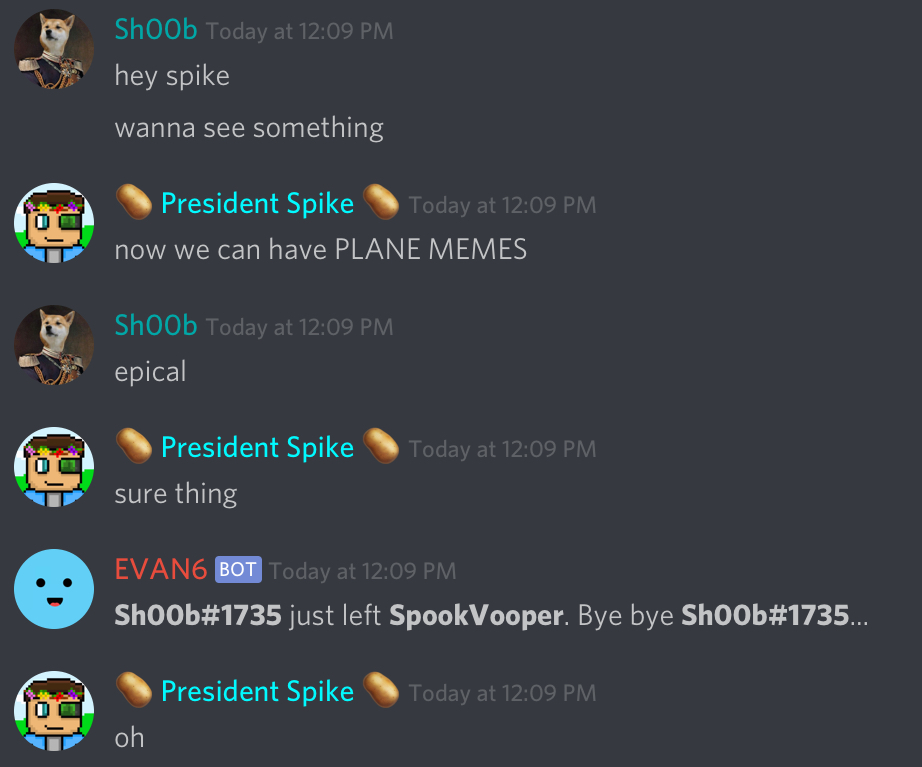 Sh00b Today at 12:09 PM
hey spike
wanna see something
🥔 President Spike 🥔 Today at 12:09 PM
now we can have PLANE MEMES
Sh00b Today at 12:09 PM
epical
🥔 President Spike 🥔 Today at 12:09 PM
sure thing
EVAN6 BOT Today at 12:09 PM
Sh00b#1735 just left SpookVooper. Bye bye Sh00b#1735...
🥔 President Spike 🥔 Today at 12:09 PM
oh